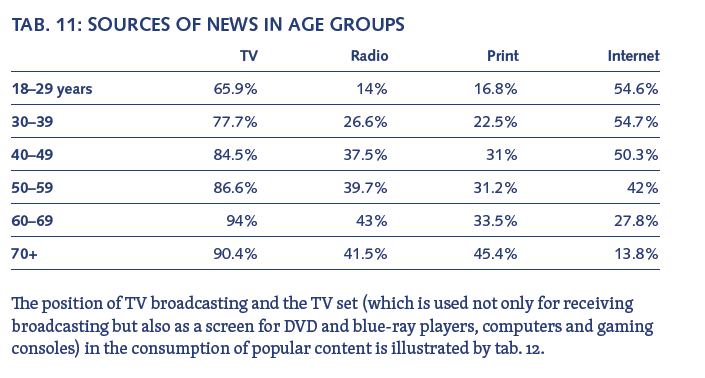 TAB. 11: SOURCES OF NEWS IN AGE GROUPS
TV Radio Print Internet
18–29 years 65.9% 14% 16.8% 54.6%
30–39 77.7% 26.6% 22.5% 54.7%
40–49 84.5% 37.5% 31% 50.3%
50–59 86.6% 39.7% 31.2% 42%
60–69 94% 43% 33.5% 27.8%
70+ 90.4% 41.5% 45.4% 13.8%
The position of TV broadcasting and the TV set (which is used not only for receiving
broadcasting but also as a screen for DVD and blue-ray players, computers and gaming
consoles) in the consumption of popular content is illustrated by tab. 12.